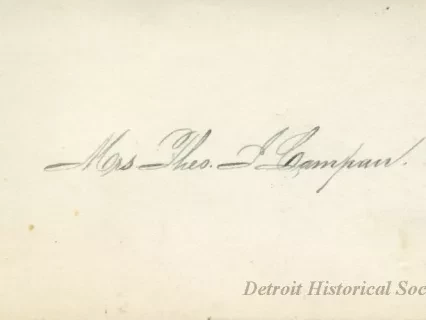 Mrs. Theo. J. Campau.
Detroit Historical Soc